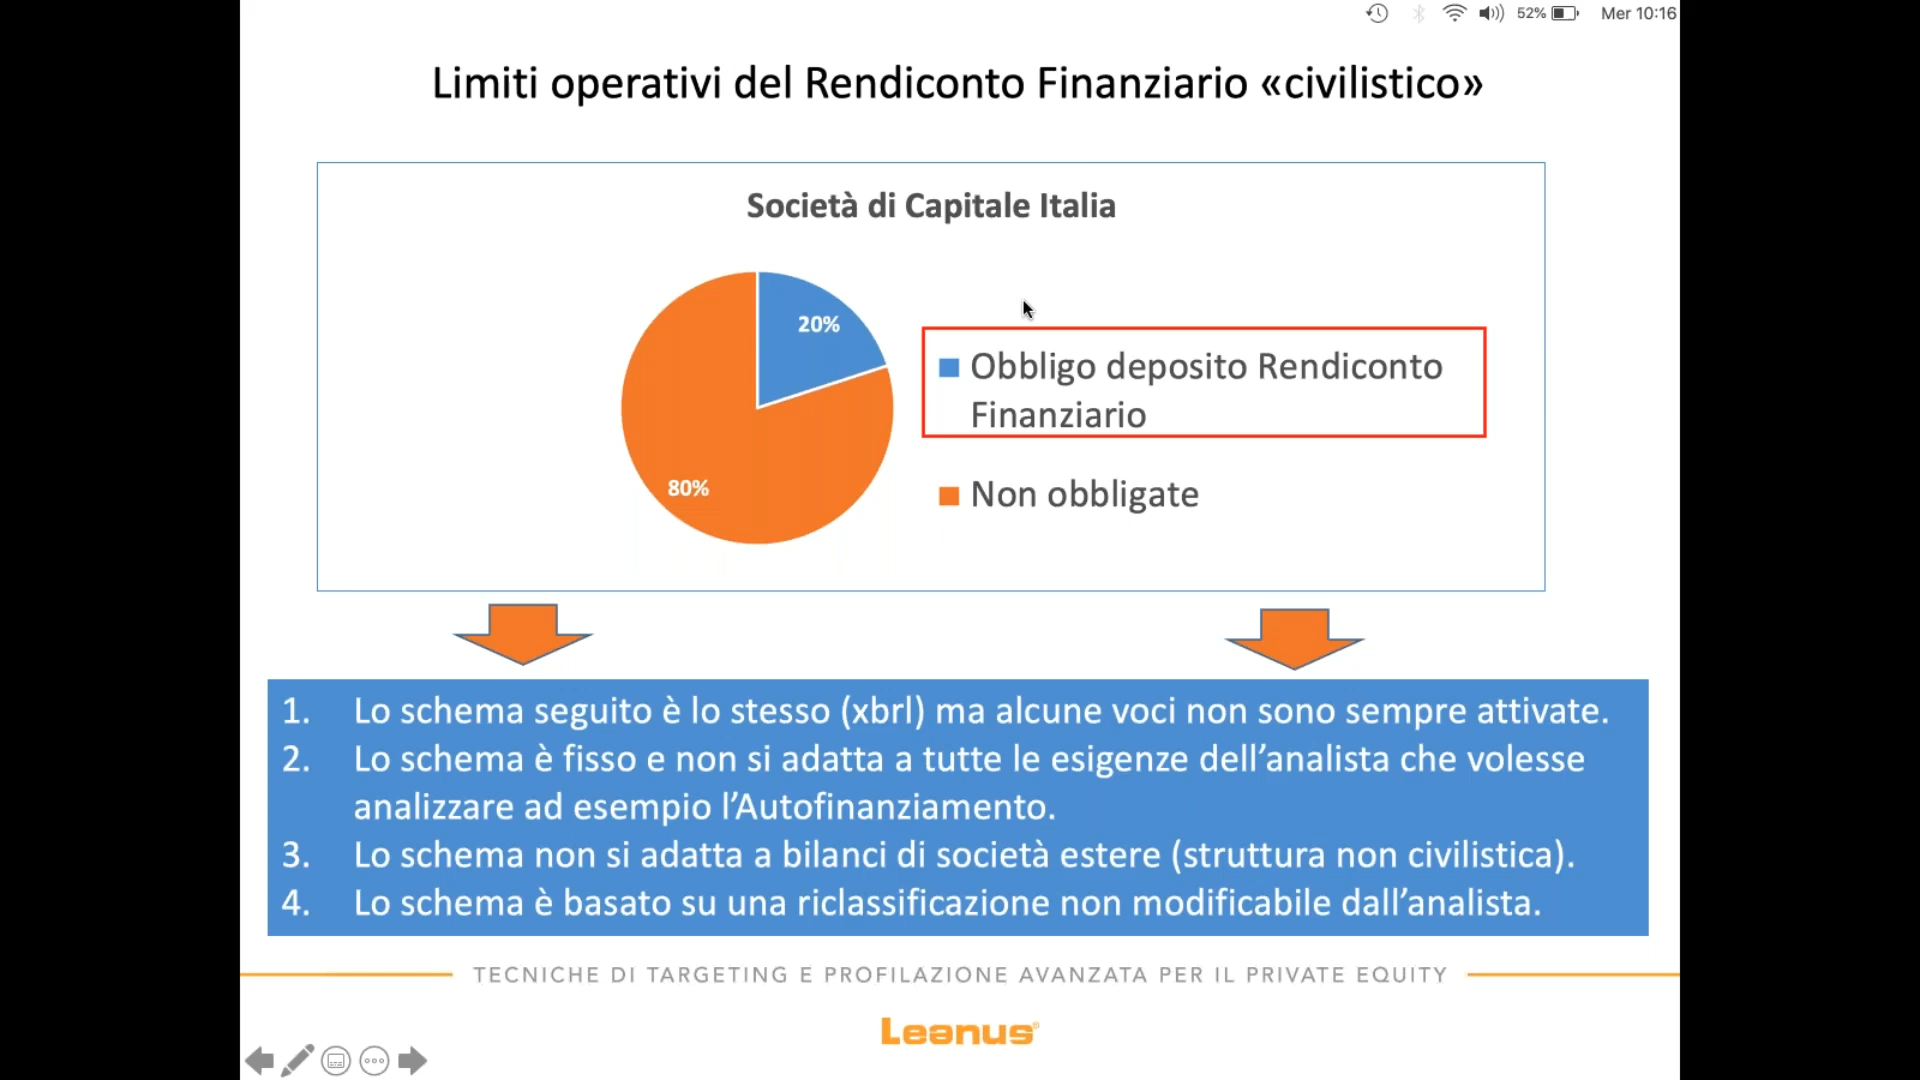 52% Mer 10:16
Limiti operativi del Rendiconto Finanziario «civilistico»
Società di Capitale Italia
20%
80%
Obbligo deposito Rendiconto
Finanziario
Non obbligate
1. Lo schema seguito è lo stesso (xbrl) ma alcune voci non sono sempre attivate.
2. Lo schema è fisso e non si adatta a tutte le esigenze dell’analista che volesse
analizzare ad esempio l’Autofinanziamento.
3. Lo schema non si adatta a bilanci di società estere (struttura non civilistica).
4. Lo schema è basato su una riclassificazione non modificabile dall’analista.
TECNICHE DI TARGETING E PROFILAZIONE AVANZATA PER IL PRIVATE EQUITY
Leanus®